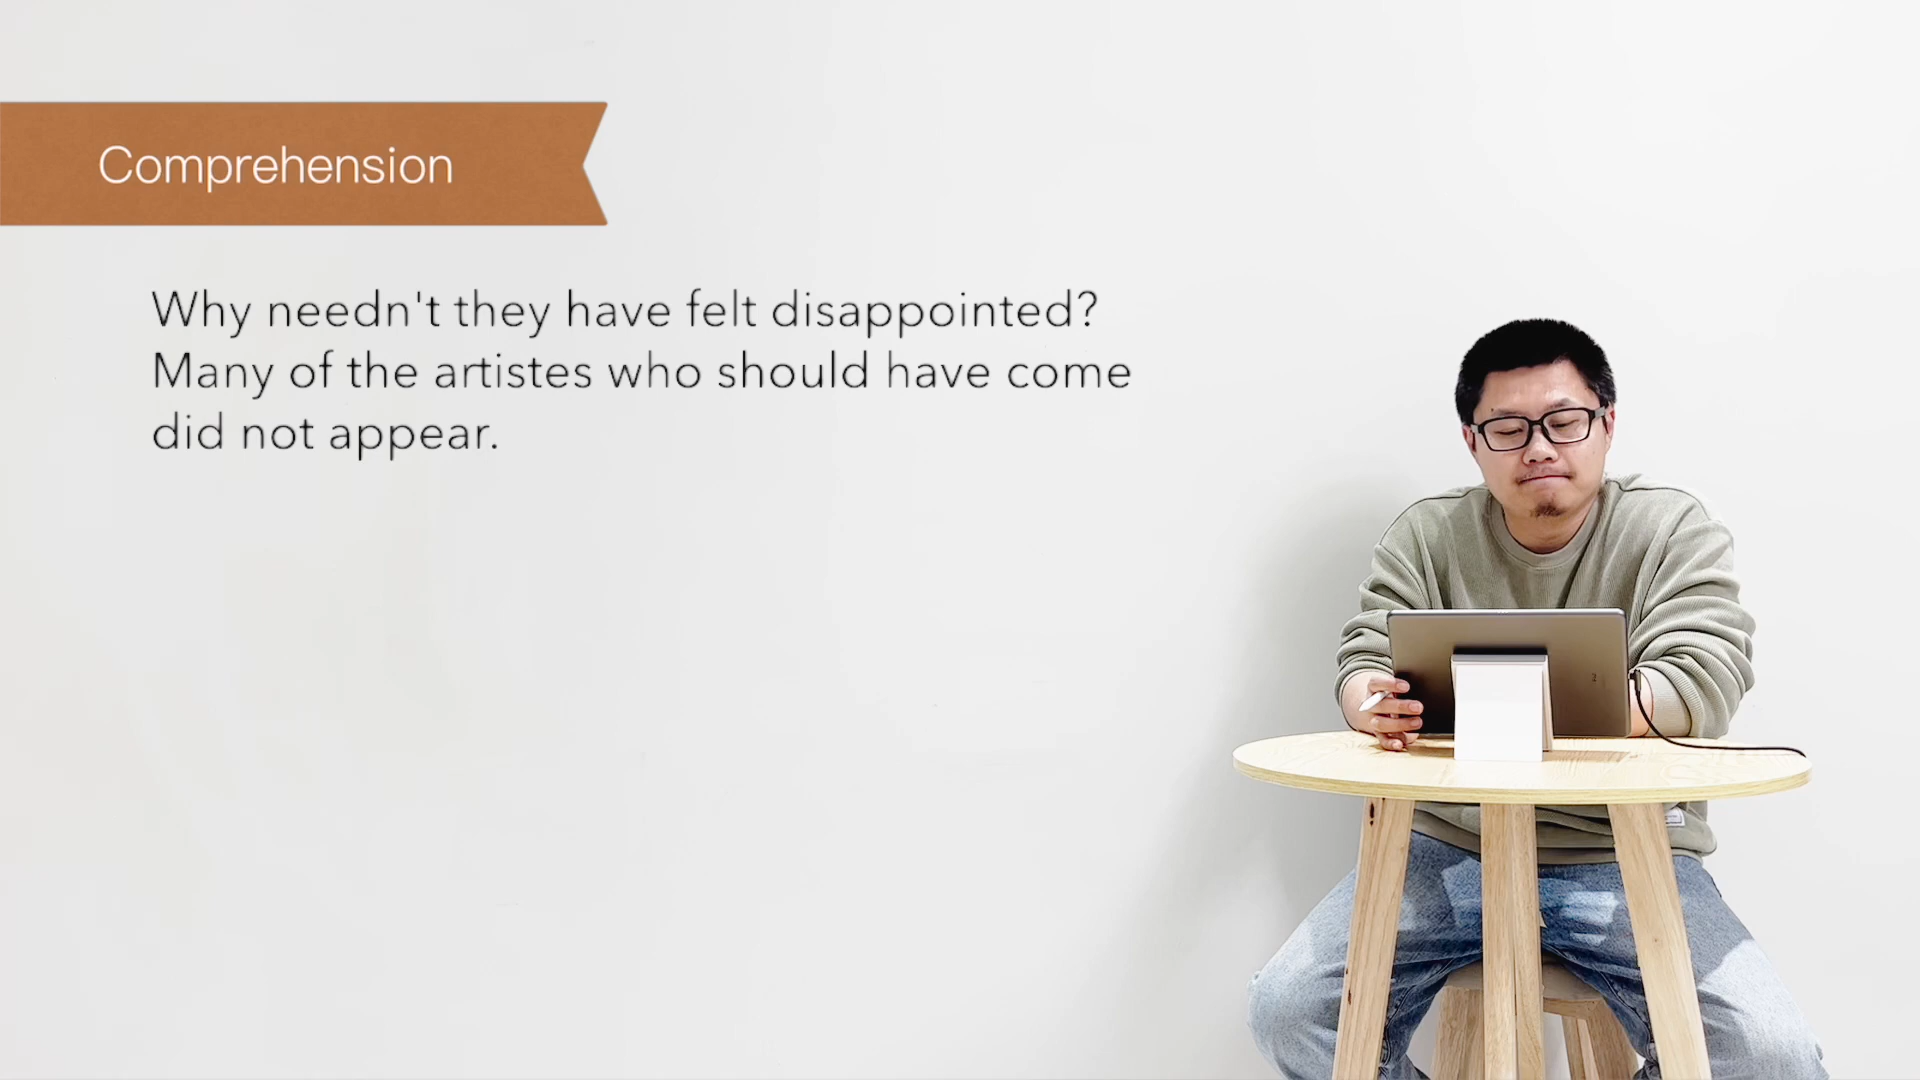 Comprehension
Why needn't they have felt disappointed?
Many of the artistes who should have come
did not appear.